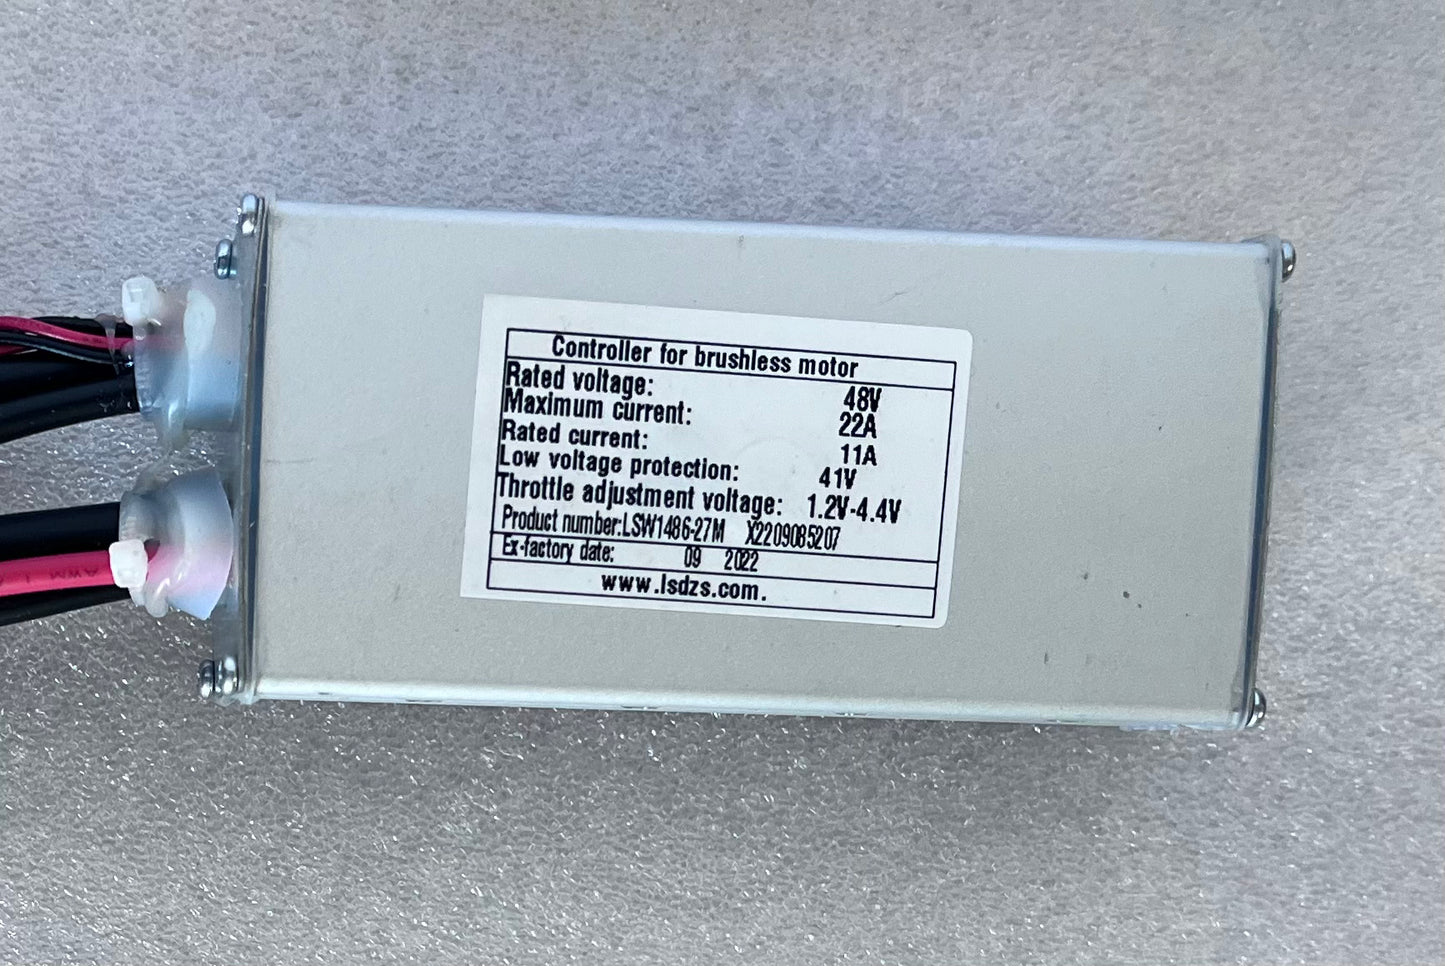 Controller for brushless motor
Rated voltage: 48V
Maximum current: 22A
Rated current: 11A
Low voltage protection: 41V
Throttle adjustment voltage: 1.2V-4.4V
Product number:LSW1486-27M X2209085207
Ex-factory date: 09 2022
www.lsdzs.com.
AWM